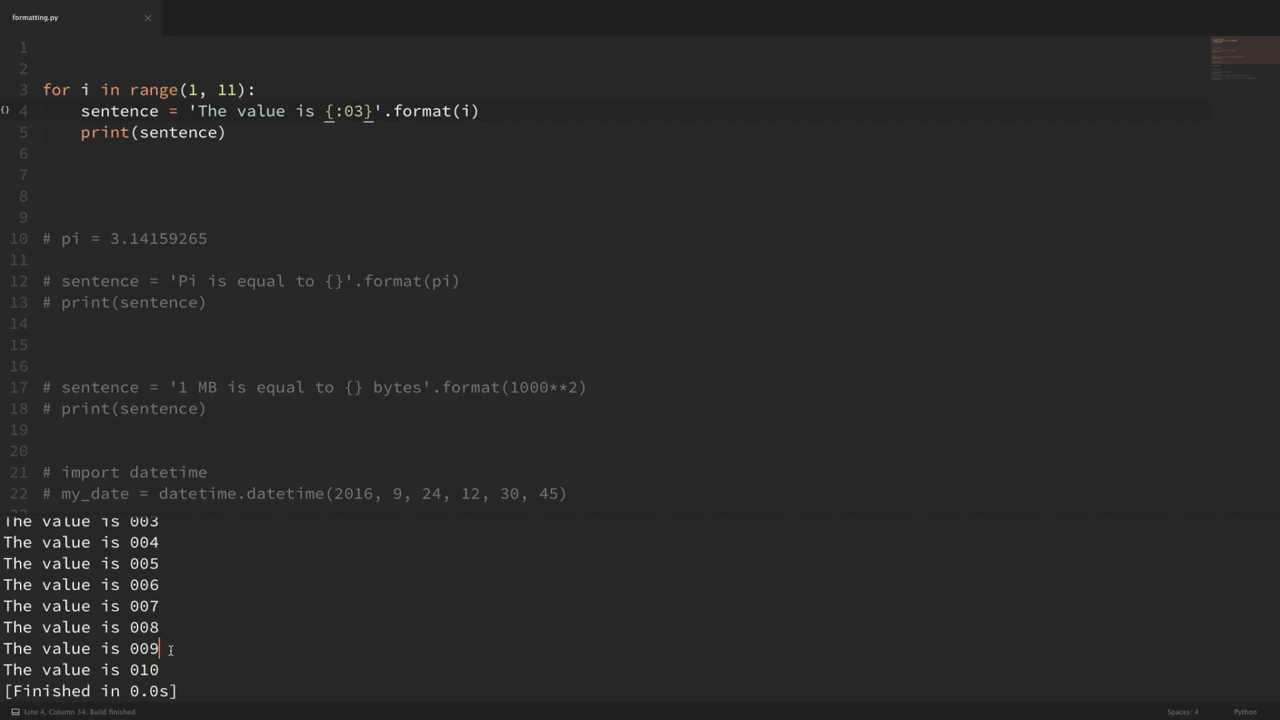 formatting.py
1
2
3 for i in range(1, 11):
{} 4     sentence = 'The value is {:03}'.format(i)
5     print(sentence)
6
7
8
9
10 # pi = 3.14159265
11
12 # sentence = 'Pi is equal to {}'.format(pi)
13 # print(sentence)
14
15
16
17 # sentence = '1 MB is equal to {} bytes'.format(1000**2)
18 # print(sentence)
19
20
21 # import datetime
22 # my_date = datetime.datetime(2016, 9, 24, 12, 30, 45)
The value is 003
The value is 004
The value is 005
The value is 006
The value is 007
The value is 008
The value is 009
The value is 010
[Finished in 0.0s]
Line 4, Column 34; Build finished
Spaces: 4
Python